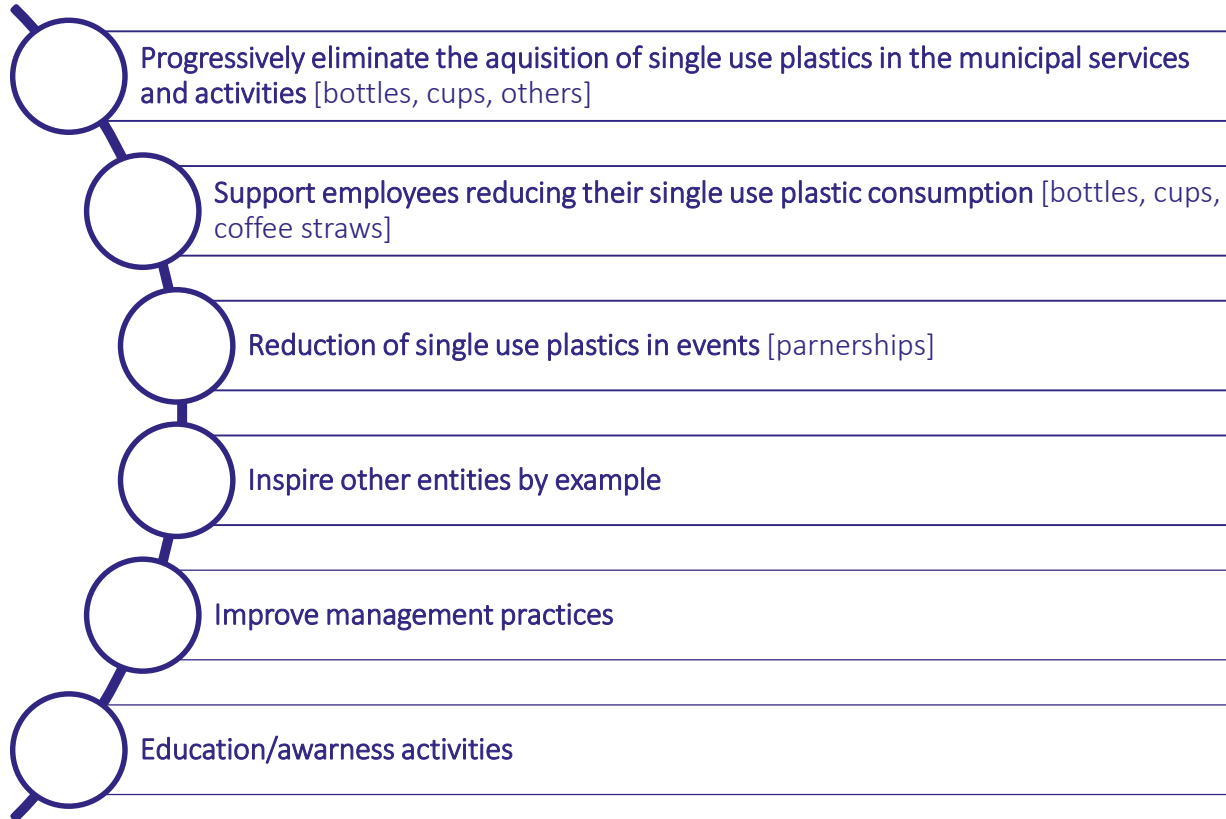 Progressively eliminate the aquisition of single use plastics in the municipal services
and activities [bottles, cups, others]
Support employees reducing their single use plastic consumption [bottles, cups,
coffee straws]
Reduction of single use plastics in events [parnerships]
Inspire other entities by example
Improve management practices
Education/awarness activities